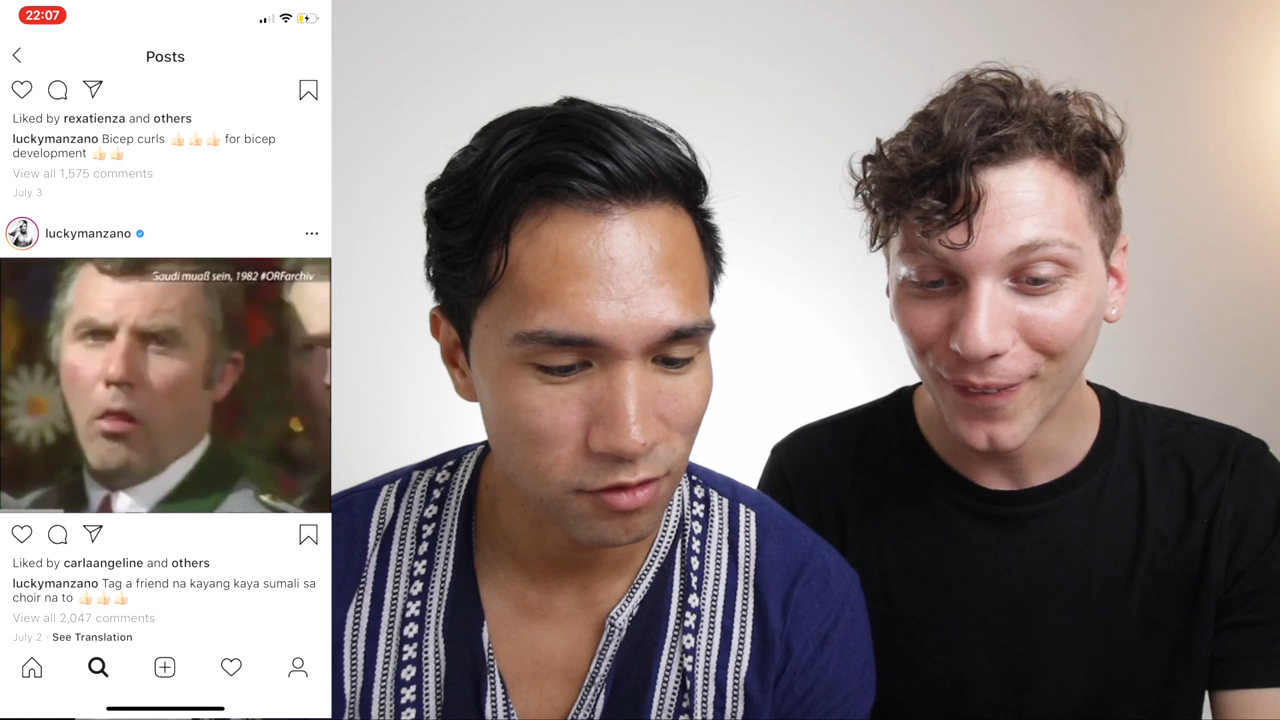 22:07
Posts
Liked by rexatienza and others
luckymanzano Bicep curls 👍🏻👍🏻👍🏻 for bicep
development 👍🏻👍🏻
View all 1,575 comments
July 3
luckymanzano
Gaudi muaß sein, 1982 #ORFarchiv
Liked by carlaangeline and others
luckymanzano Tag a friend na kayang kaya sumali sa
choir na to 👍🏻👍🏻👍🏻
View all 2,047 comments
July 2 · See Translation